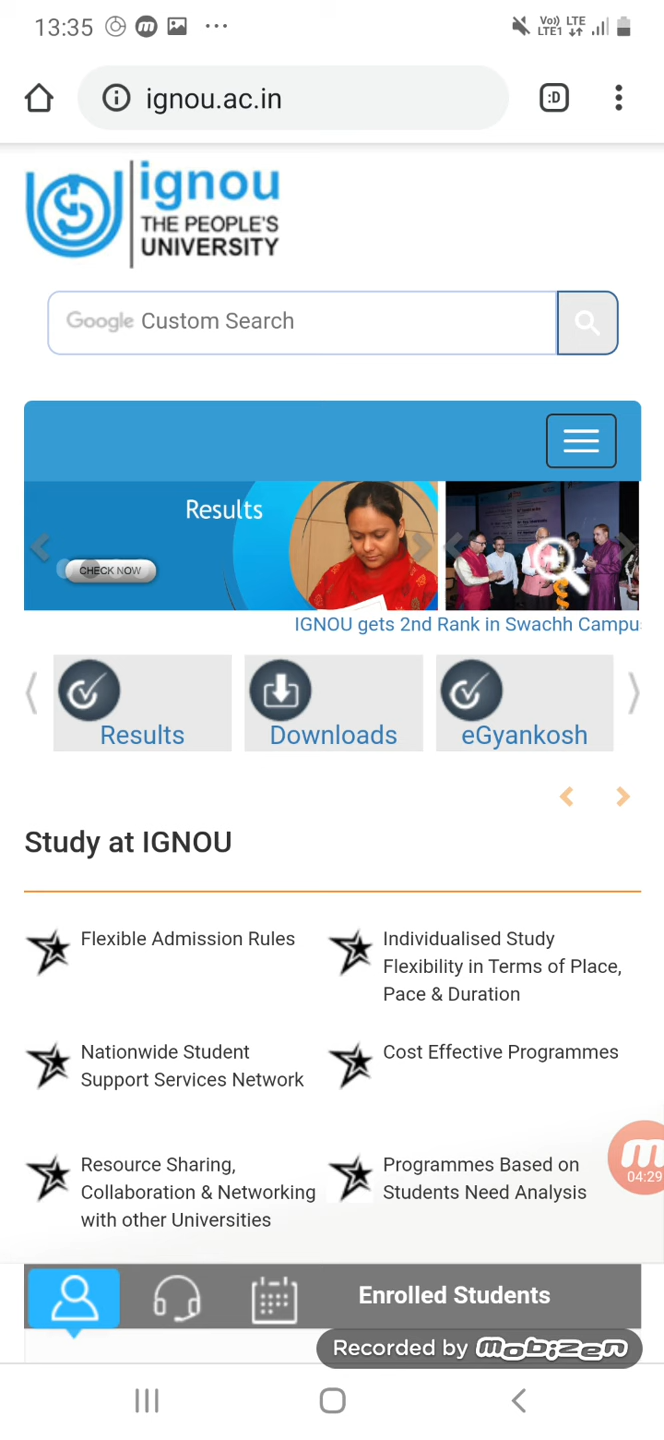 13:35
Vo)) LTE
LTE1
ignou.ac.in
:D
ignou
THE PEOPLE'S
UNIVERSITY
Google Custom Search
Results
CHECK NOW
IGNOU gets 2nd Rank in Swachh Campu
Results
Downloads
eGyankosh
Study at IGNOU
Flexible Admission Rules
Individualised Study
Flexibility in Terms of Place,
Pace & Duration
Nationwide Student
Support Services Network
Cost Effective Programmes
Resource Sharing,
Collaboration & Networking
with other Universities
Programmes Based on
Students Need Analysis
m
04:29
Enrolled Students
Recorded by mobizen